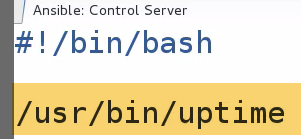 Ansible: Control Server
#!/bin/bash
/usr/bin/uptime